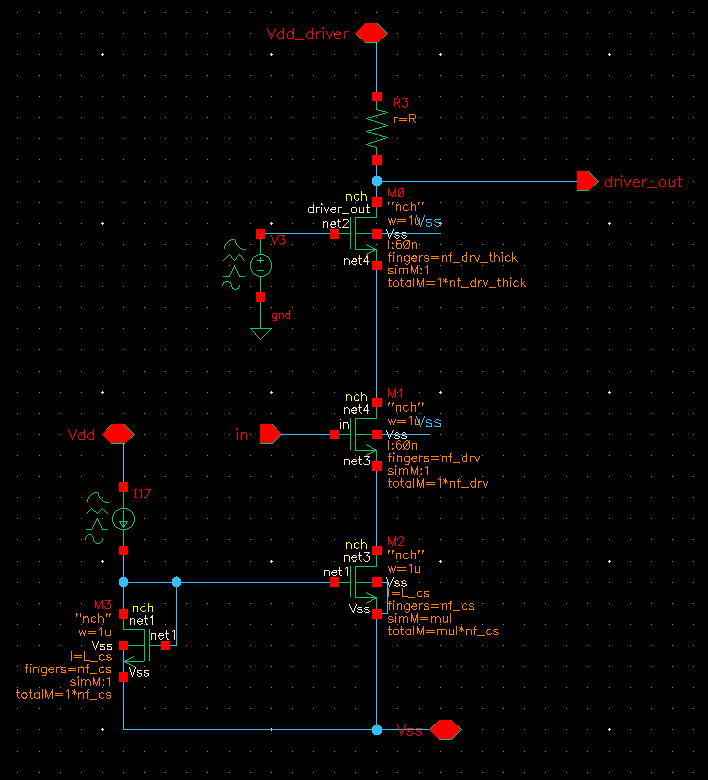 Vdd_driver
R3
r=R
driver_out
M0
nch
"nch"
driver_out
w=1u
Vss
net2
Vss
l:60n
net4
fingers=nf_drv_thick
simM:1
totalM=1*nf_drv_thick
V3
gnd
M1
nch
"nch"
net4
w=1u
Vss
in
in
Vss
l:60n
net3
fingers=nf_drv
simM:1
totalM=1*nf_drv
Vdd
I17
M2
nch
"nch"
net3
w=1u
net1
Vss
l=L_cs
Vss
fingers=nf_cs
simM=mul
totalM=mul*nf_cs
M3
nch
"nch"
net1
w=1u
net1
Vss
l=L_cs
fingers=nf_cs
Vss
simM:1
totalM=1*nf_cs
Vss